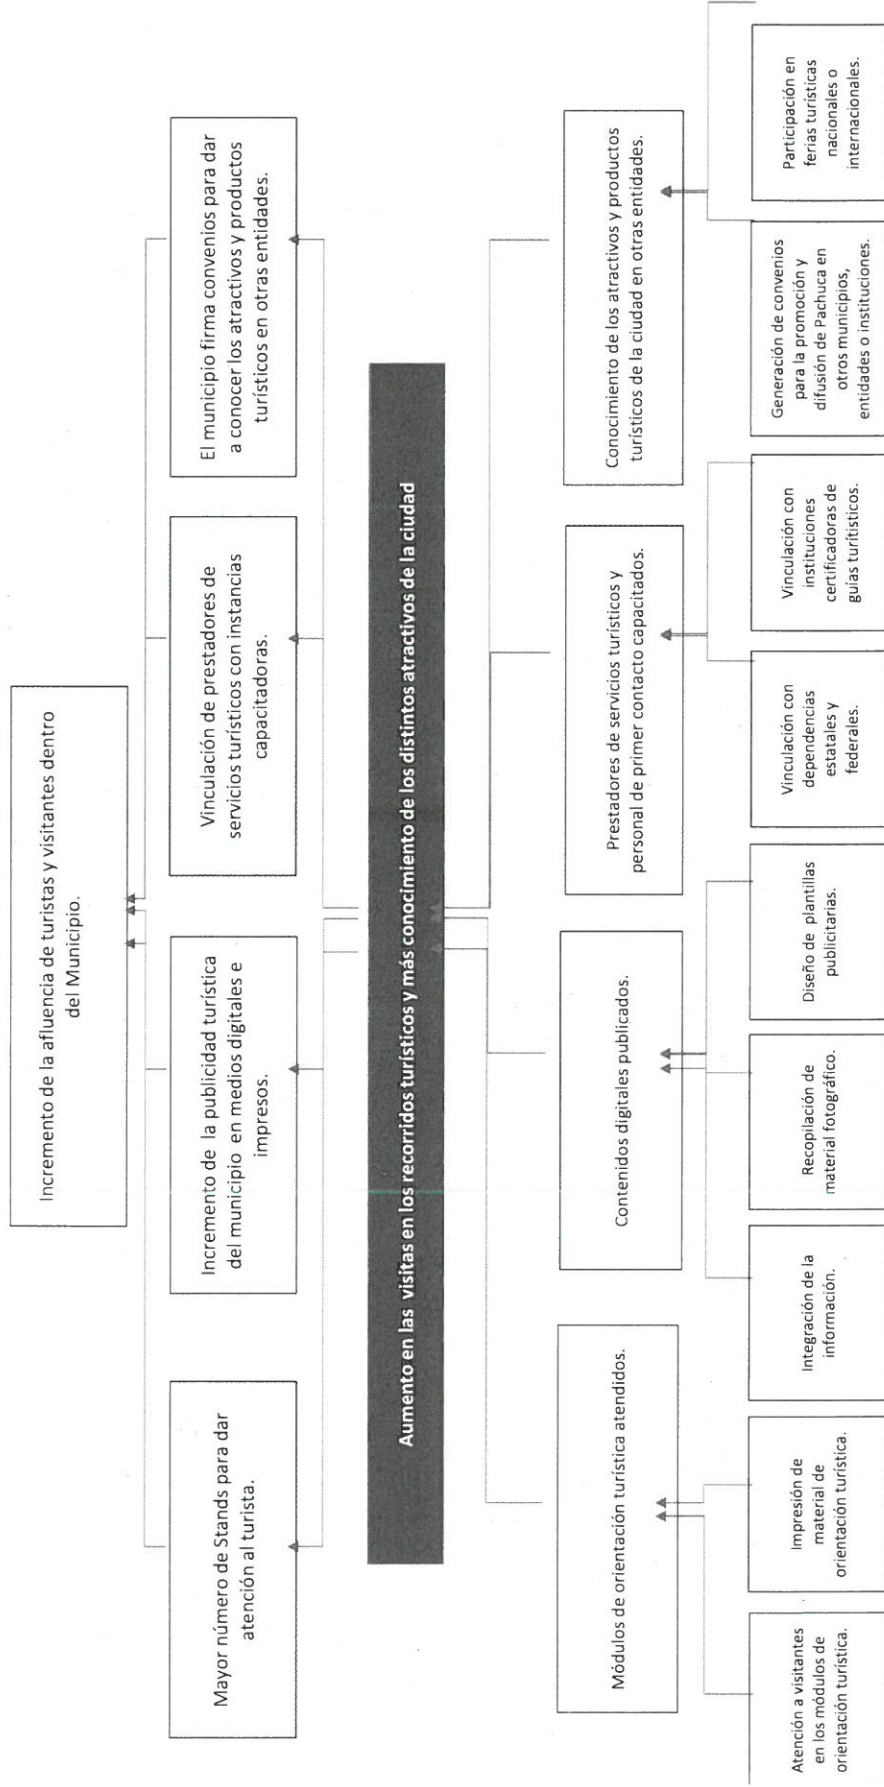 Incremento de la afluencia de turistas y visitantes dentro
del Municipio.
Mayor número de Stands para dar
atención al turista.
Incremento de la publicidad turística
del municipio en medios digitales e
impresos.
Vinculación de prestadores de
servicios turísticos con instancias
capacitadoras.
El municipio firma convenios para dar
a conocer los atractivos y productos
turísticos en otras entidades.
Aumento en las visitas en los recorridos turísticos y más conocimiento de los distintos atractivos de la ciudad
Módulos de orientación turística atendidos.
Contenidos digitales publicados.
Prestadores de servicios turísticos y
personal de primer contacto capacitados.
Conocimiento de los atractivos y productos
turísticos de la ciudad en otras entidades.
Atención a visitantes
en los módulos de
orientación turística.
Impresión de
material de
orientación turística.
Integración de la
información.
Recopilación de
material fotográfico.
Diseño de plantillas
publicitarias.
Vinculación con
dependencias
estatales y
federales.
Vinculación con
instituciones
certificadoras de
guías turítisticos.
Generación de convenios
para la promoción y
difusión de Pachuca en
otros municipios,
entidades o instituciones.
Participación en
ferias turísticas
nacionales o
internacionales.